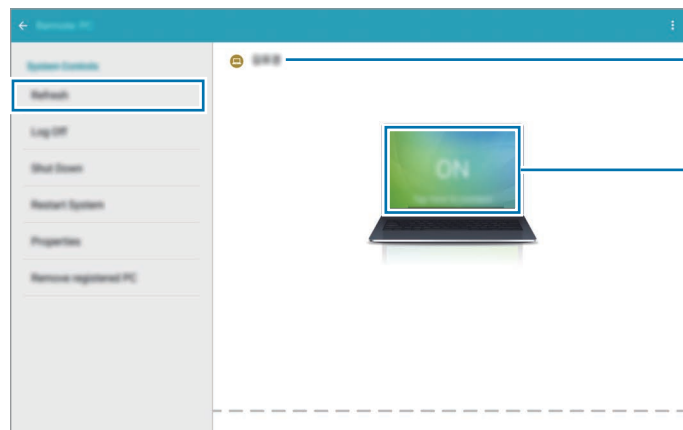 Remote PC
System Controls
Refresh
Log Off
Shut Down
ON
Restart System
Properties
Remove registered PC